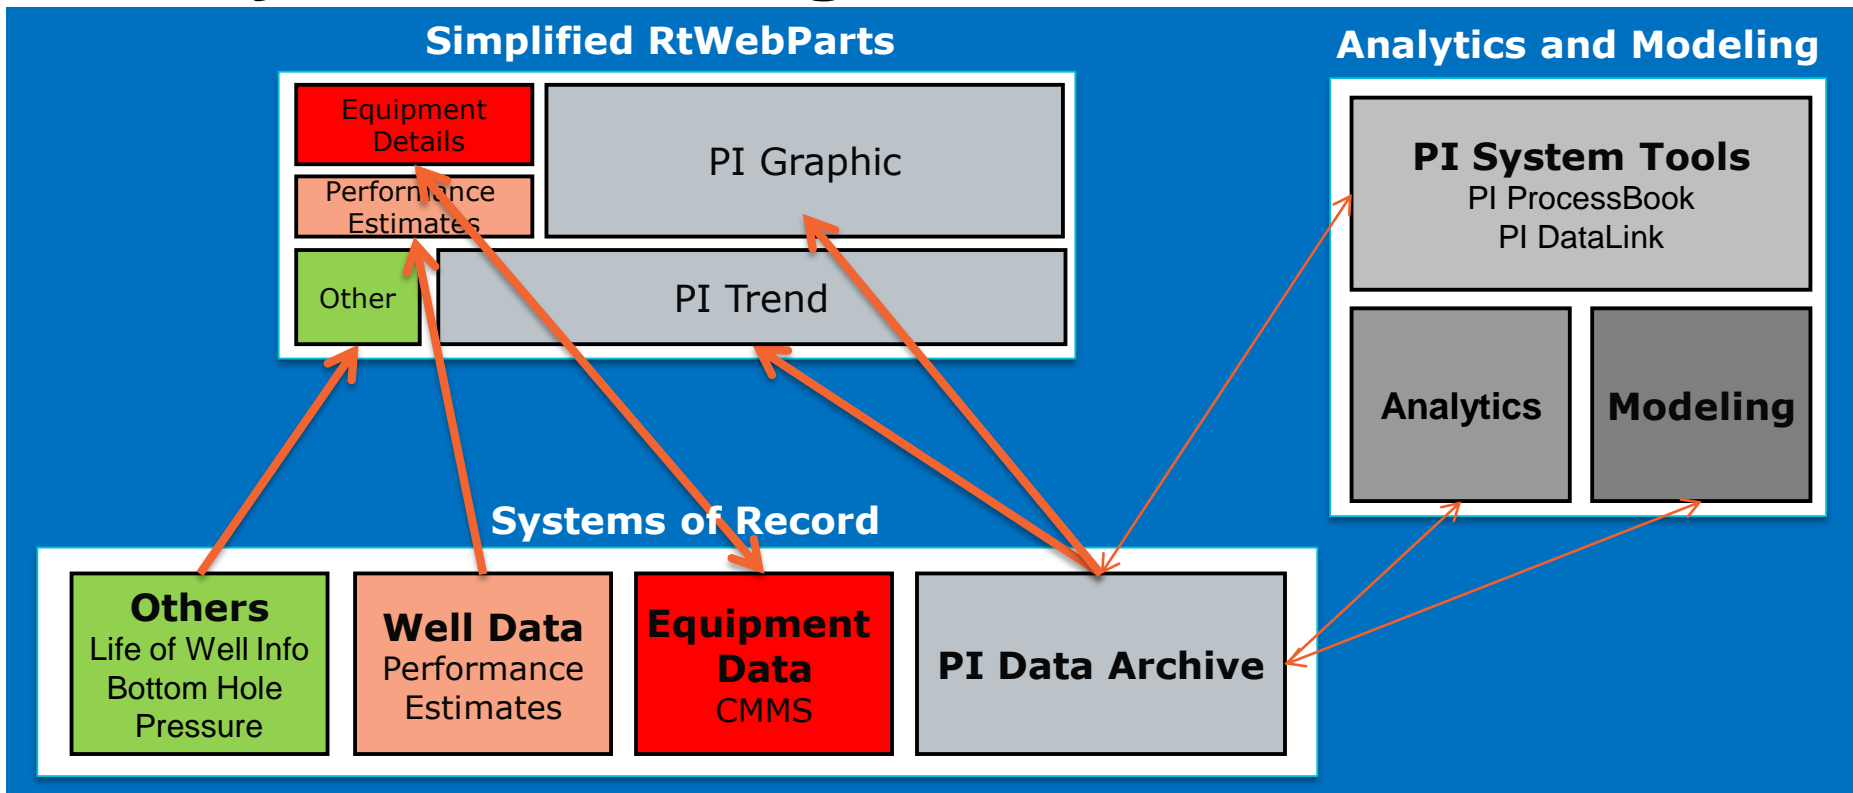 Simplified RtWebParts
Analytics and Modeling
Equipment
Details
PI Graphic
Performance
Estimates
Other
PI Trend
PI System Tools
PI ProcessBook
PI DataLink
Analytics
Modeling
Systems of Record
Others
Life of Well Info
Bottom Hole
Pressure
Well Data
Performance
Estimates
Equipment
Data
CMMS
PI Data Archive